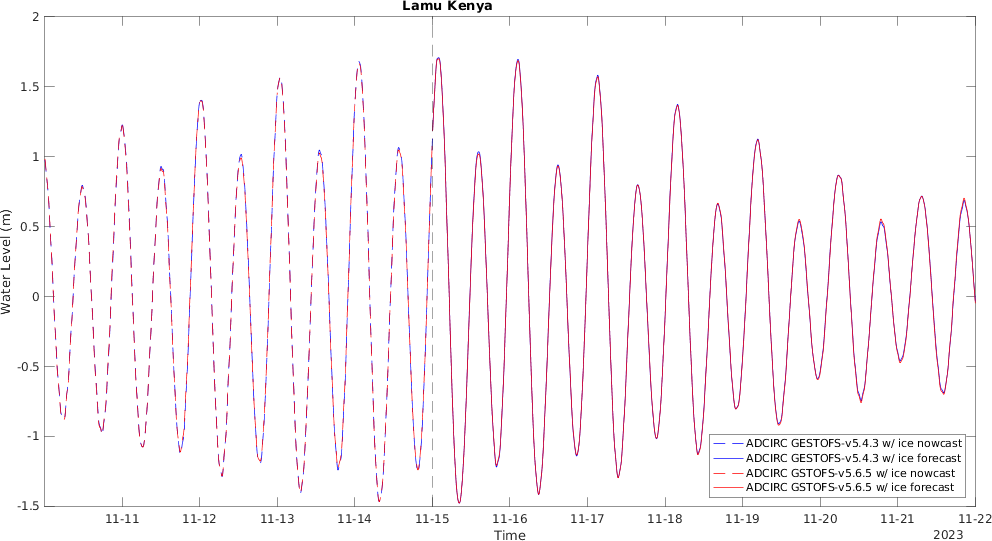 Lamu Kenya
2
1.5
1
0.5
0
-0.5
-1
-1.5
Water Level (m)
11-11 11-12 11-13 11-14 11-15 11-16 11-17 11-18 11-19 11-20 11-21 11-22
Time
2023
ADCIRC GESTOFS-v5.4.3 w/ ice nowcast
ADCIRC GESTOFS-v5.4.3 w/ ice forecast
ADCIRC GSTOFS-v5.6.5 w/ ice nowcast
ADCIRC GSTOFS-v5.6.5 w/ ice forecast